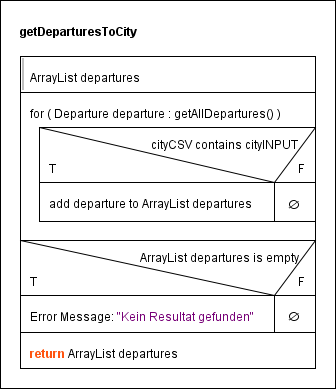 getDeparturesToCity
ArrayList departures
for ( Departure departure : getAllDepartures() )
cityCSV contains cityINPUT
T F
add departure to ArrayList departures ∅
ArrayList departures is empty
T F
Error Message: "Kein Resultat gefunden" ∅
return ArrayList departures